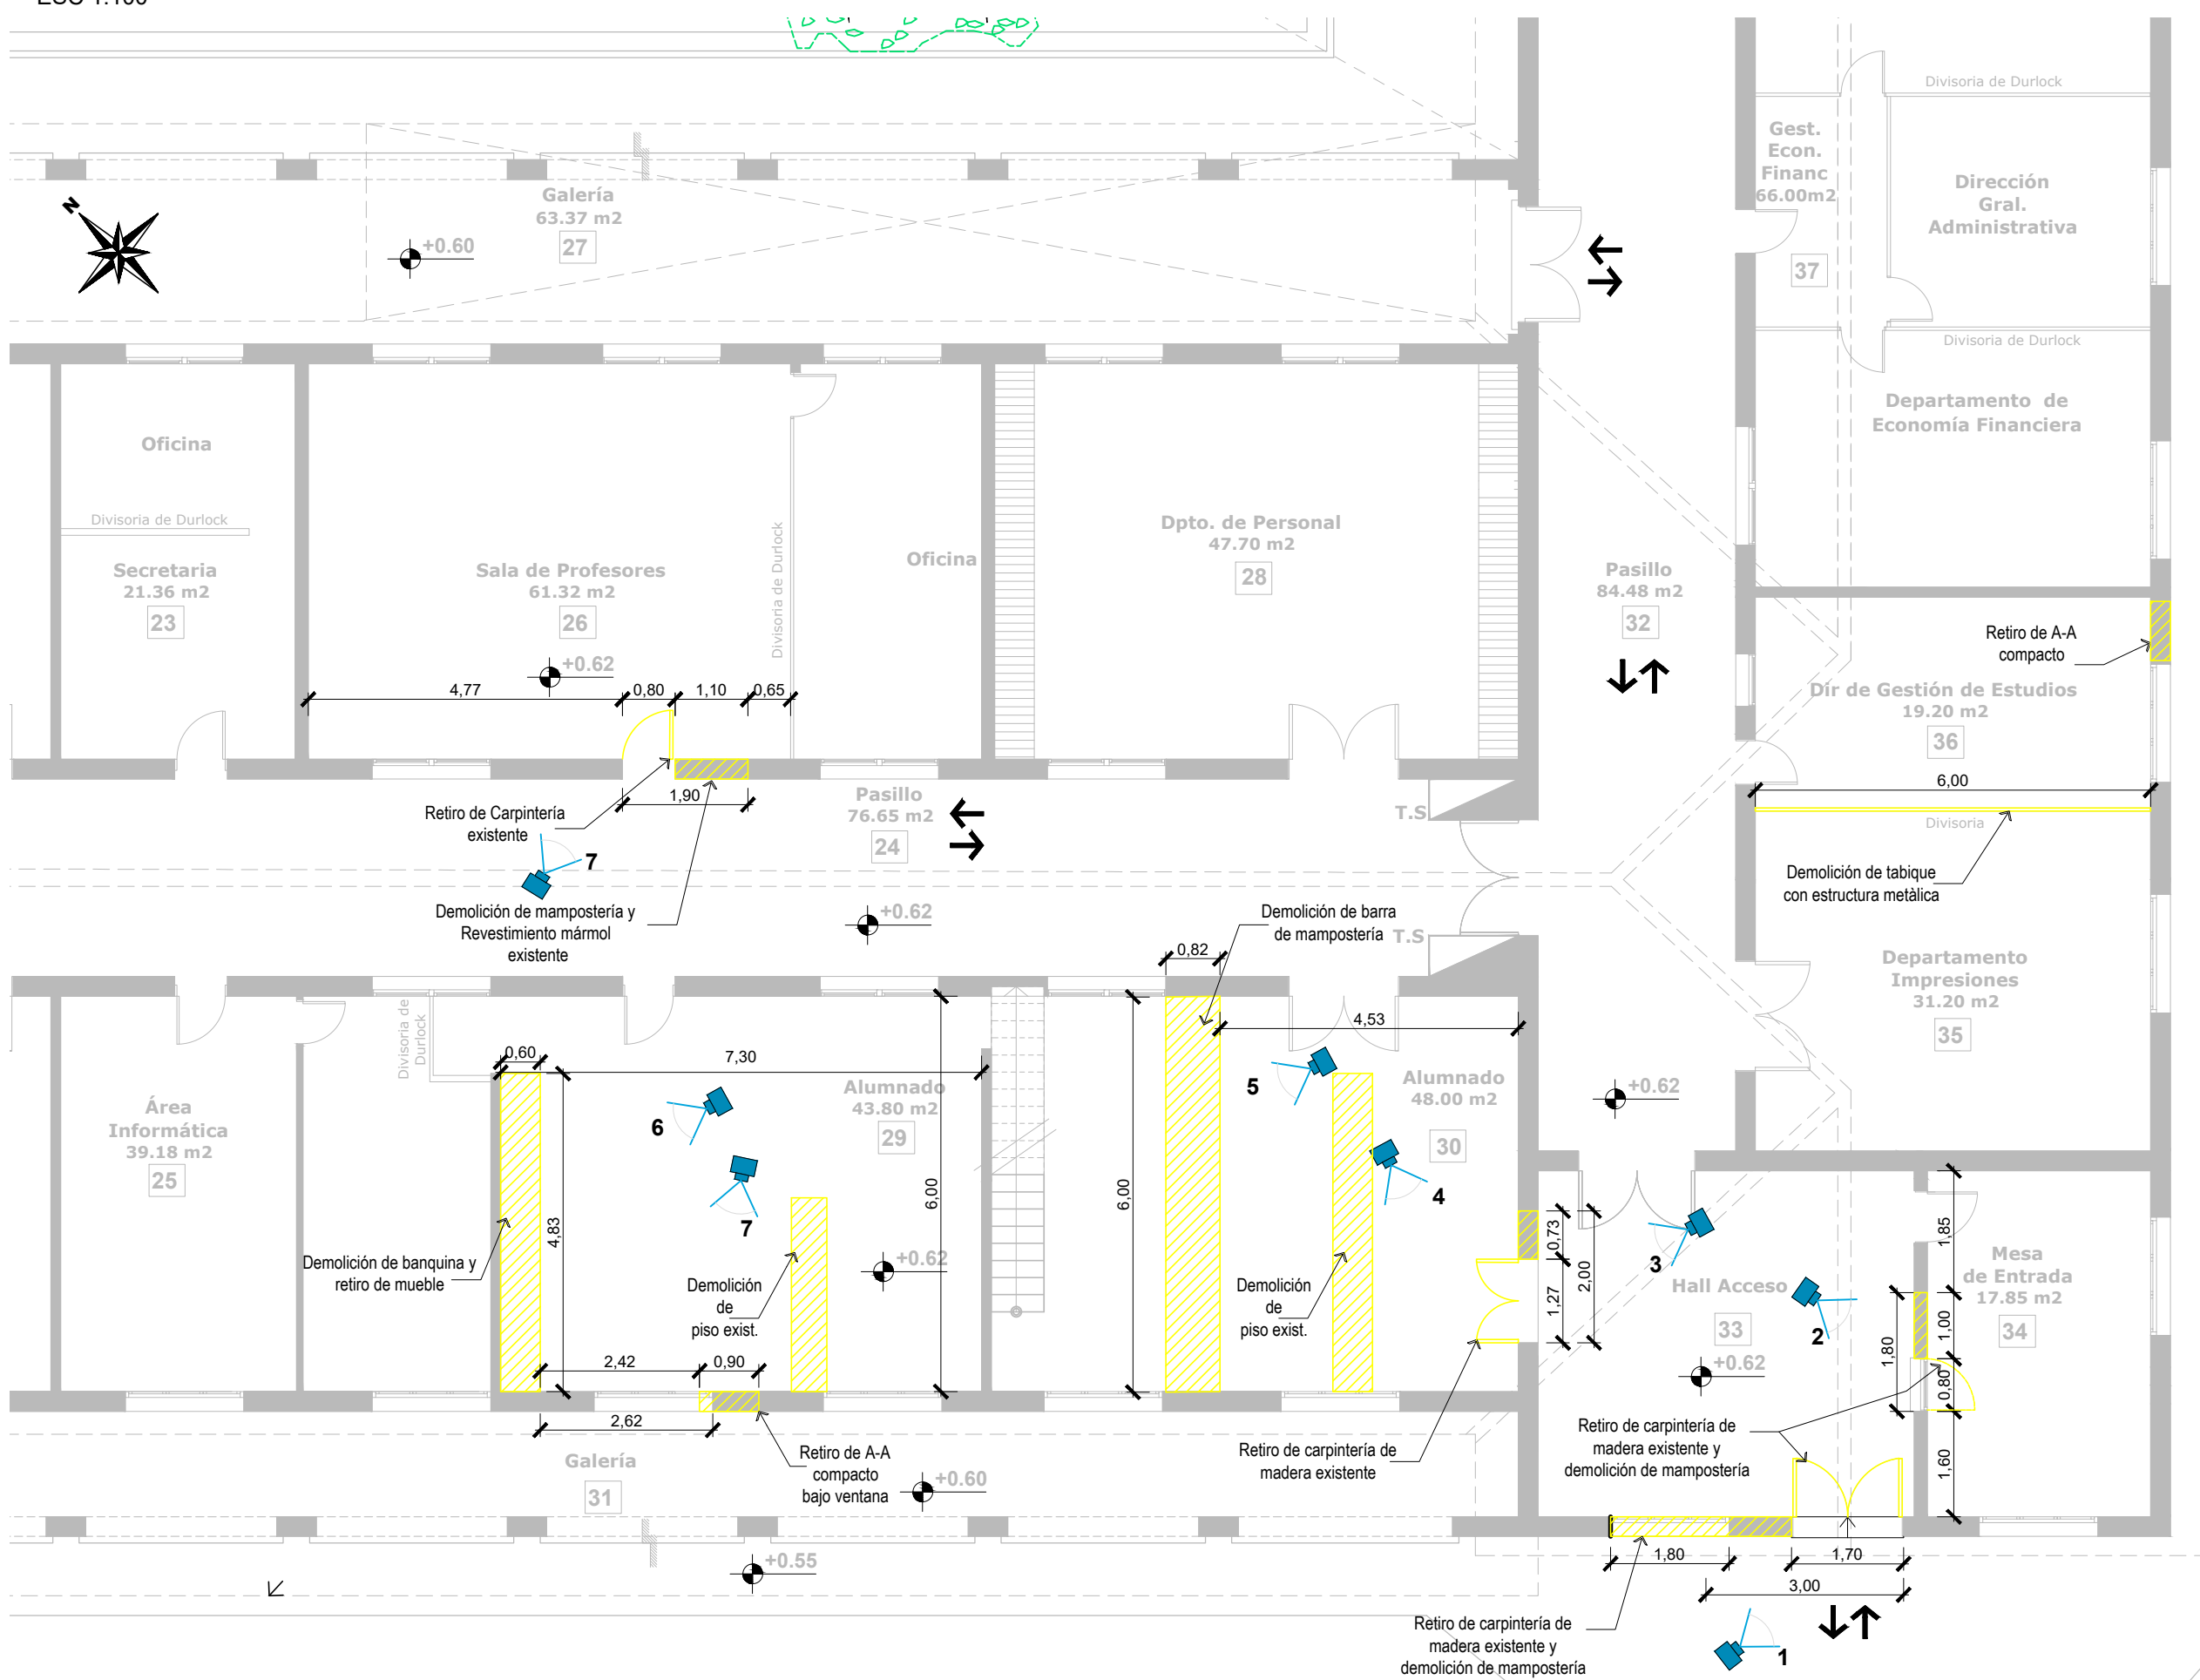 ESC 1:100
Divisoria de Durlock
Gest.
Econ.
Financ
66.00m2
37
Dirección
Gral.
Administrativa
Galería
63.37 m2
27
N
+0.60
Divisoria de Durlock
Departamento de
Economía Financiera
Oficina
Divisoria de Durlock
Secretaria
21.36 m2
23
Sala de Profesores
61.32 m2
26
+0.62
Divisoria de Durlock
Oficina
Dpto. de Personal
47.70 m2
28
Pasillo
84.48 m2
32
Retiro de A-A
compacto
Dir de Gestión de Estudios
19.20 m2
36
6,00
4,77
0,80
1,10
0,65
1,90
Retiro de Carpintería
existente
7
Pasillo
76.65 m2
24
T.S
Divisoria
Demolición de tabique
con estructura metàlica
Demolición de mampostería y
Revestimiento mármol
existente
+0.62
Demolición de barra
de mampostería
T.S
0,82
4,53
Departamento
Impresiones
31.20 m2
35
Divisoria de
Durlock
0,60
7,30
Alumnado
43.80 m2
29
6
7
5
Alumnado
48.00 m2
30
4
+0.62
Área
Informática
39.18 m2
25
4,83
6,00
6,00
Demolición de banquina y
retiro de mueble
Demolición
de
piso exist.
+0.62
Demolición
de
piso exist.
0,73
1,27
2,00
3
Hall Acceso
33
2
+0.62
1,85
1,00
1,80
0,80
1,60
Mesa
de Entrada
17.85 m2
34
2,42
0,90
2,62
Retiro de A-A
compacto
bajo ventana
Retiro de carpintería de
madera existente
Retiro de carpintería de
madera existente y
demolición de mampostería
Galería
31
+0.60
+0.55
1,80
1,70
3,00
Retiro de carpintería de
madera existente y
demolición de mampostería
1